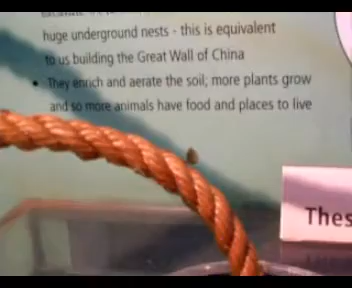 huge underground nests - this is equivalent
to us building the Great Wall of China
• They enrich and aerate the soil; more plants grow
and so more animals have food and places to live
Thes